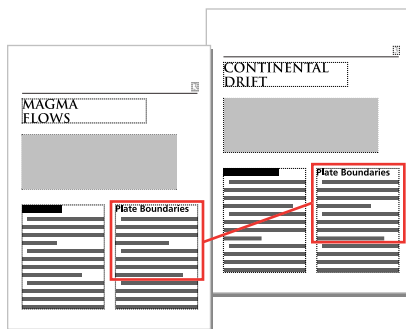 MAGMA
FLOWS
Plate Boundaries
CONTINENTAL
DRIFT
Plate Boundaries